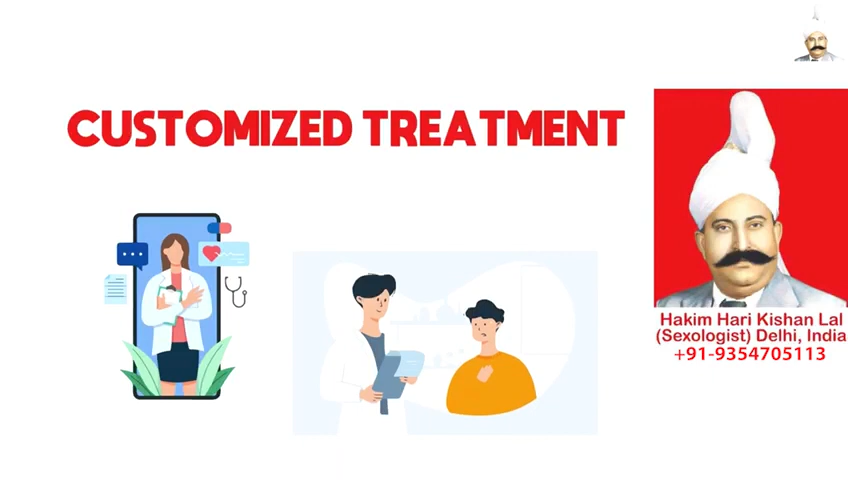 CUSTOMIZED TREATMENT
Hakim Hari Kishan Lal
(Sexologist) Delhi, India
+91-9354705113